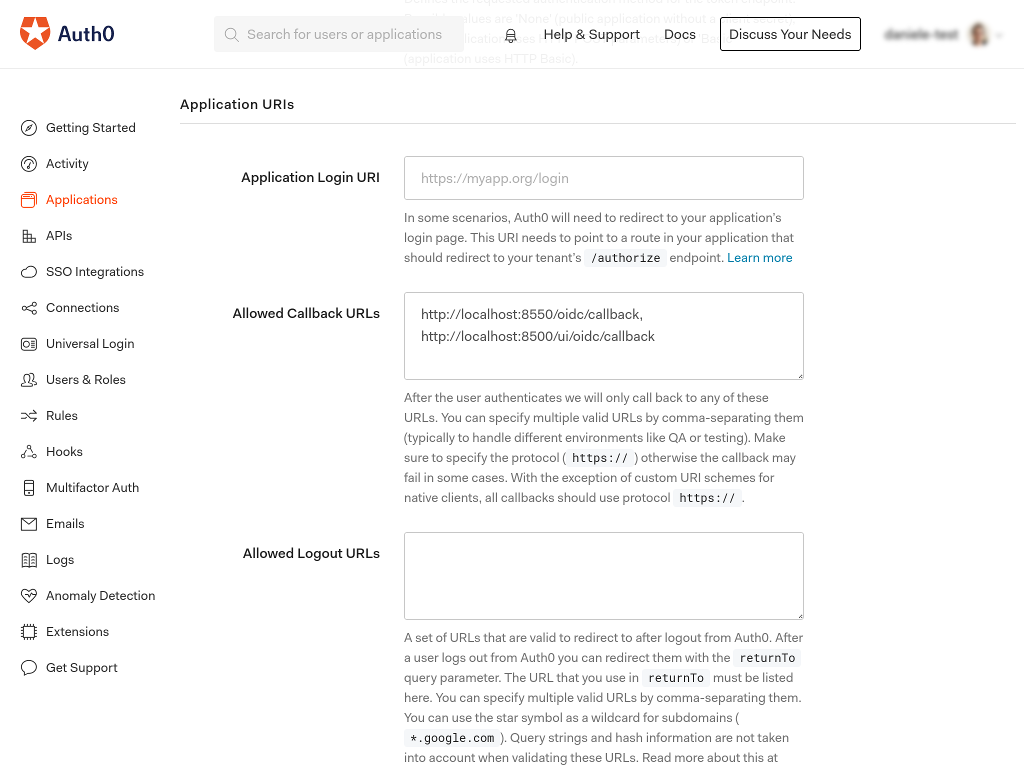 Auth0
Search for users or applications
Help & Support
Docs
Discuss Your Needs
daniele-test
(application uses HTTP Basic).
Application URIs
Getting Started
Activity
Applications
APIs
SSO Integrations
Connections
Universal Login
Users & Roles
Rules
Hooks
Multifactor Auth
Emails
Logs
Anomaly Detection
Extensions
Get Support
Application Login URI
https://myapp.org/login
In some scenarios, Auth0 will need to redirect to your application's
login page. This URI needs to point to a route in your application that
should redirect to your tenant's /authorize endpoint. Learn more
Allowed Callback URLs
http://localhost:8550/oidc/callback,
http://localhost:8500/ui/oidc/callback
After the user authenticates we will only call back to any of these
URLs. You can specify multiple valid URLs by comma-separating them
(typically to handle different environments like QA or testing). Make
sure to specify the protocol ( https:// ) otherwise the callback may
fail in some cases. With the exception of custom URI schemes for
native clients, all callbacks should use protocol https:// .
Allowed Logout URLs
A set of URLs that are valid to redirect to after logout from Auth0. After
a user logs out from Auth0 you can redirect them with the returnTo
query parameter. The URL that you use in returnTo must be listed
here. You can specify multiple valid URLs by comma-separating them.
You can use the star symbol as a wildcard for subdomains (
*.google.com ). Query strings and hash information are not taken
into account when validating these URLs. Read more about this at